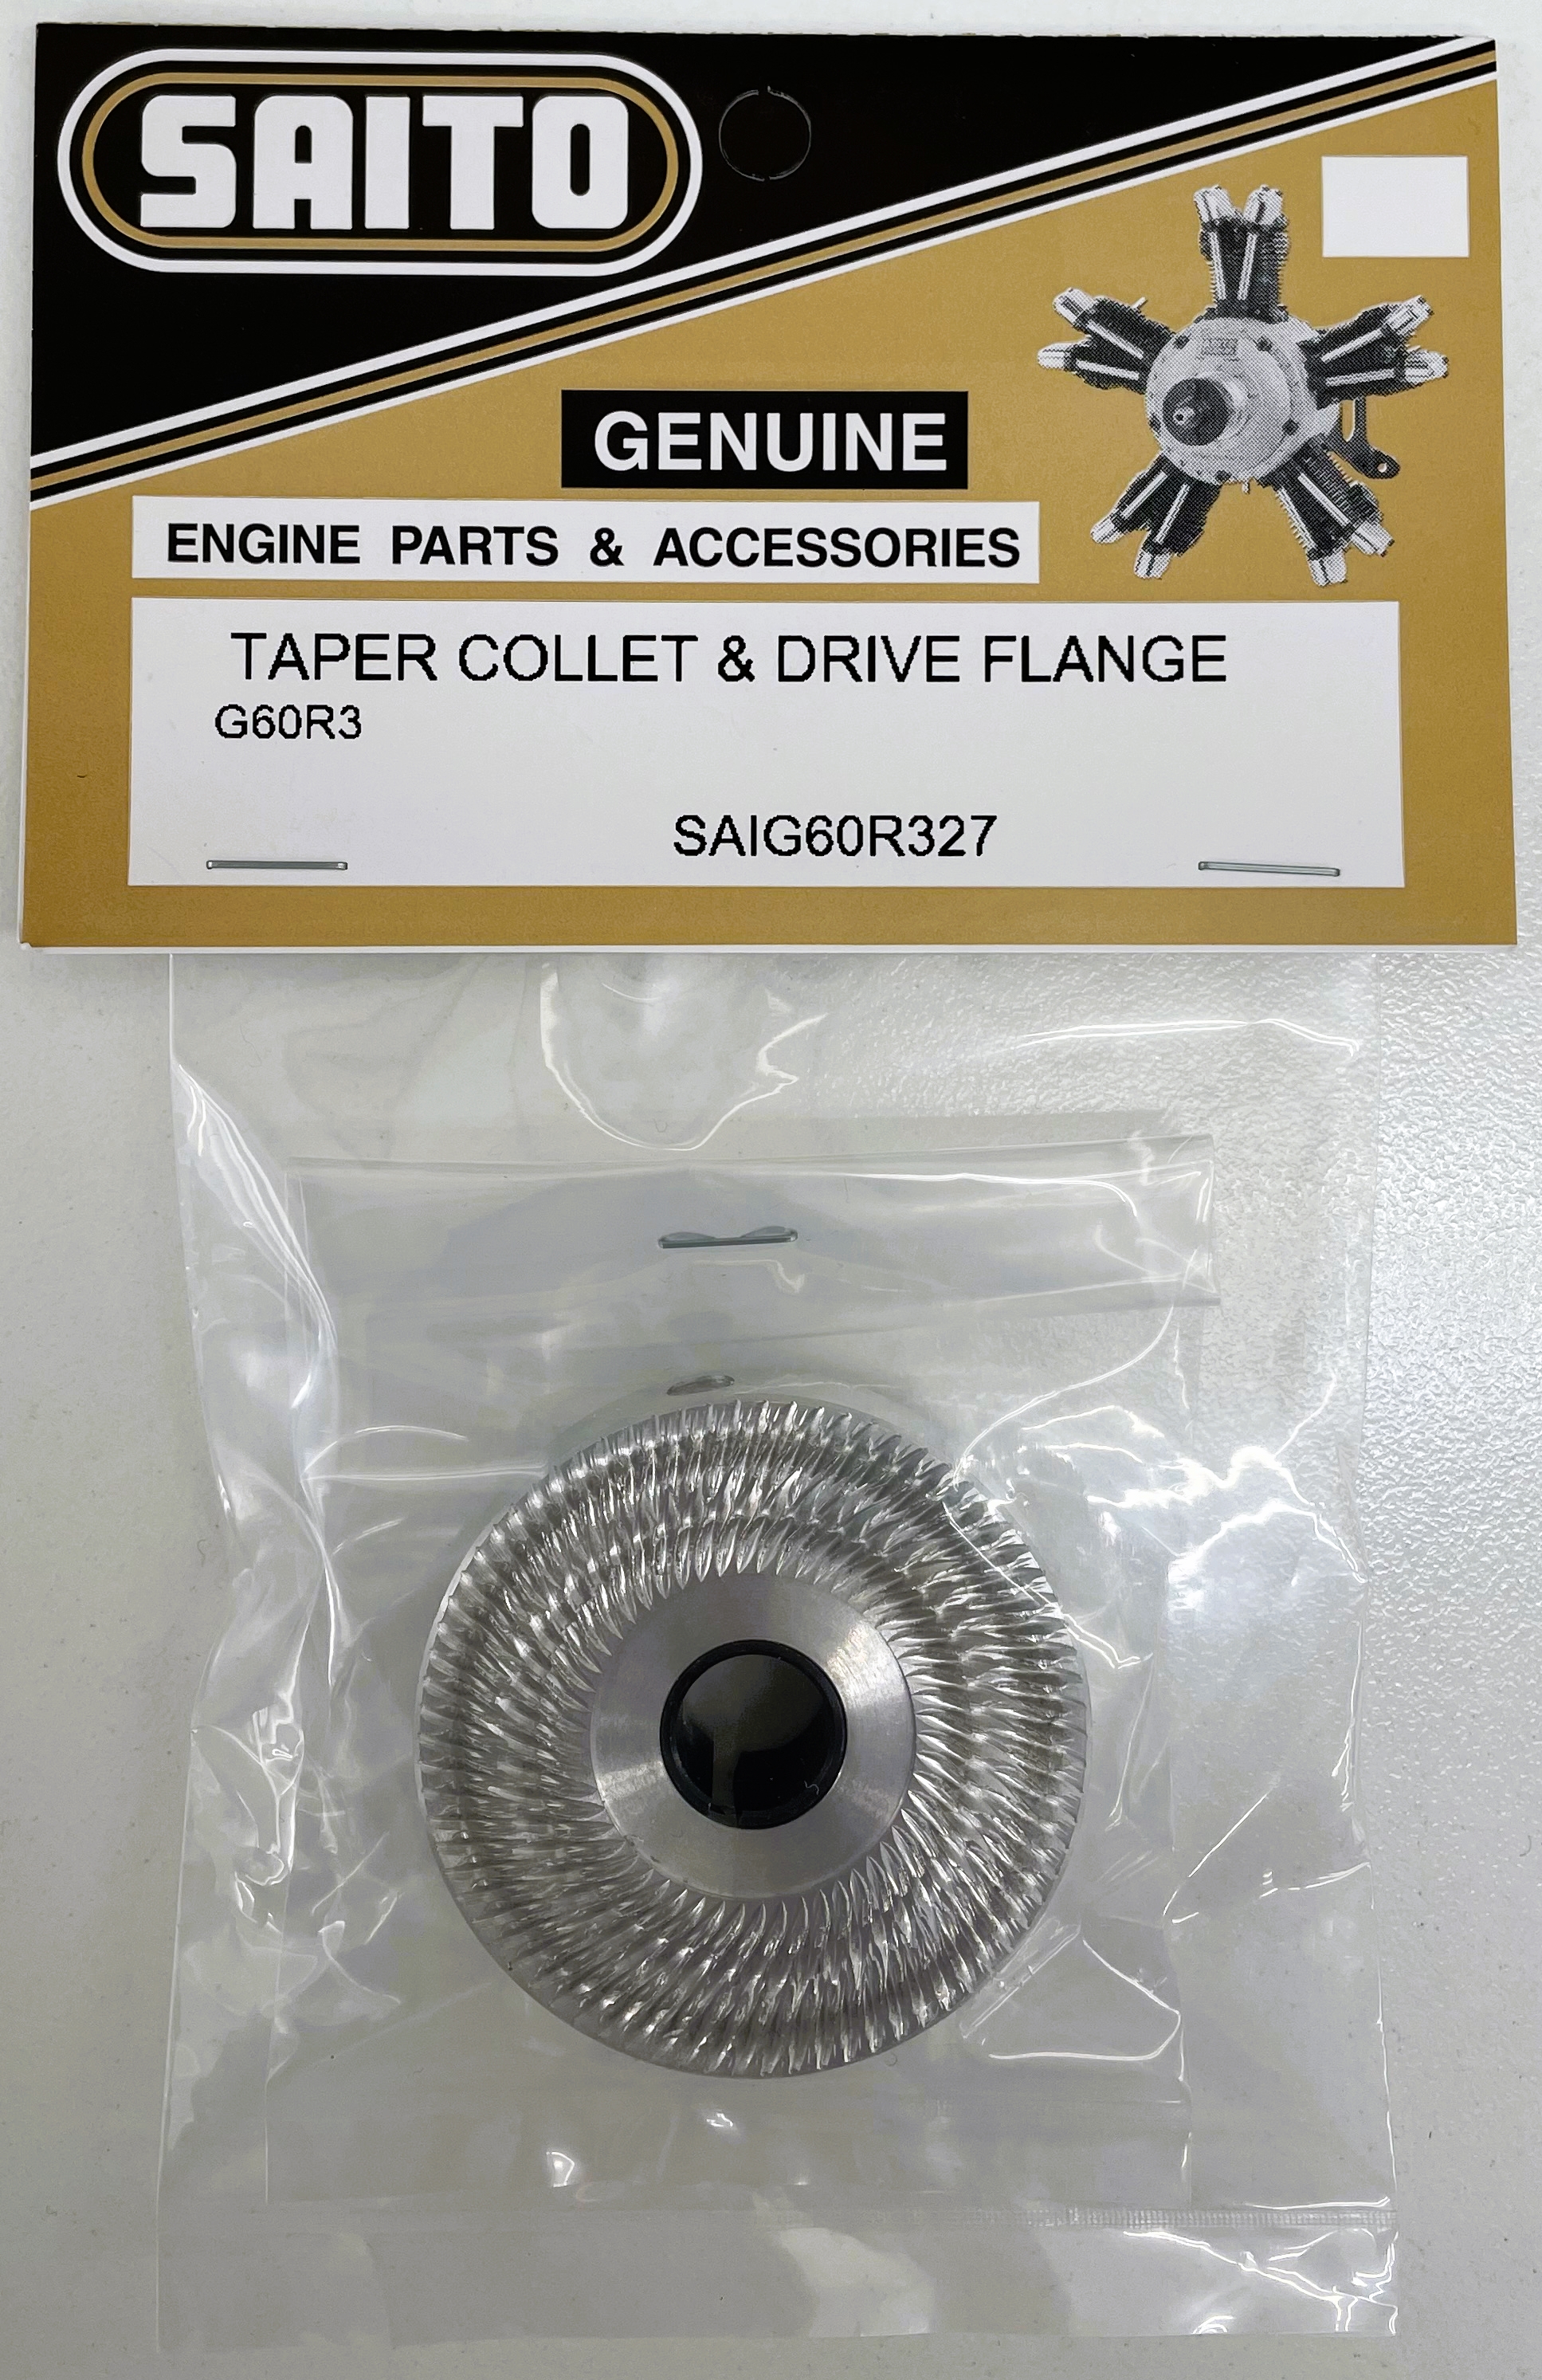 SAITO
GENUINE
ENGINE PARTS & ACCESSORIES
TAPER COLLET & DRIVE FLANGE
G60R3
SAIG60R327